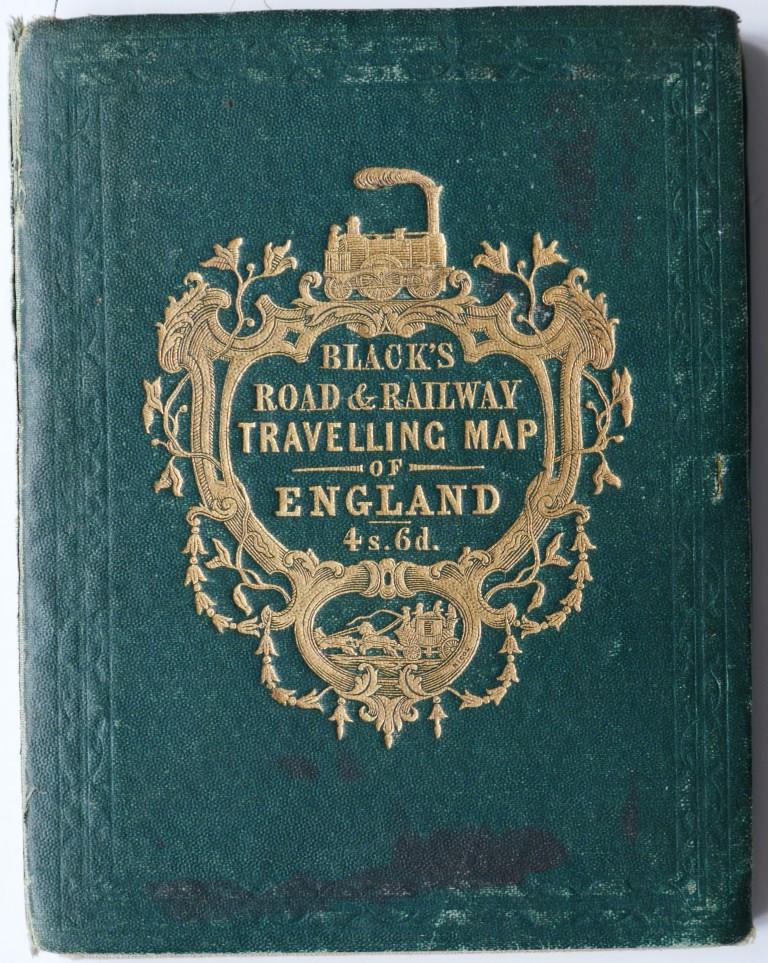 BLACK'S
ROAD & RAILWAY
TRAVELLING MAP
OF
ENGLAND
4s. 6d.